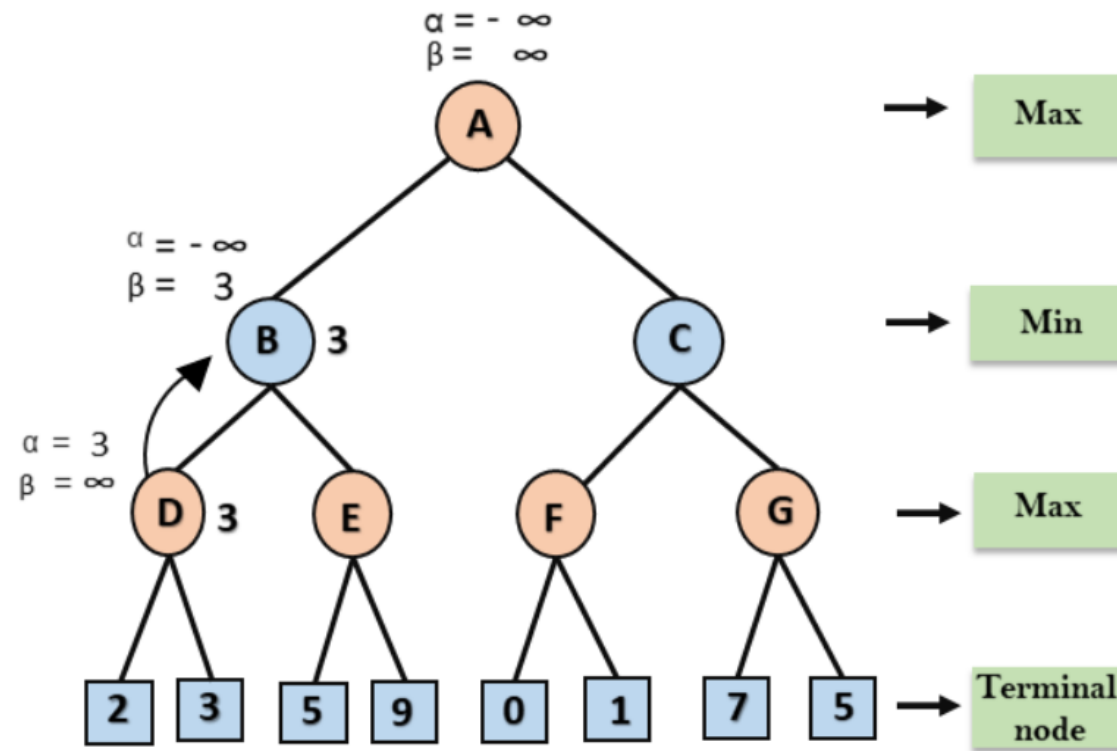 α = - ∞
β = ∞
A
Max
α = - ∞
β = 3
B 3
C
Min
α = 3
β = ∞
D 3
E
F
G
Max
2 3 5 9 0 1 7 5
Terminal
node